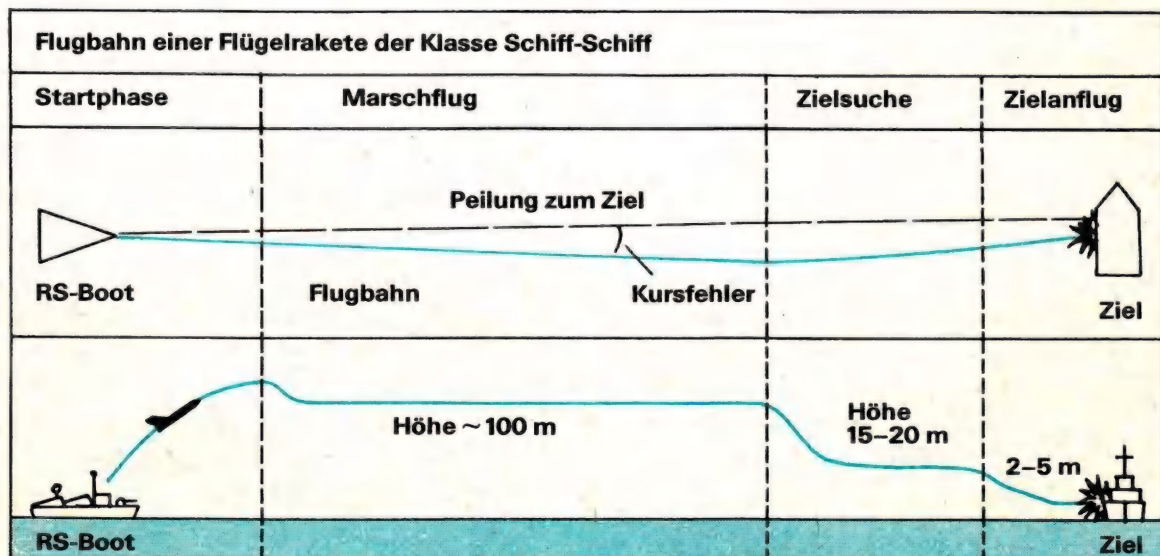 Flugbahn einer Flügelrakete der Klasse Schiff-Schiff
Startphase
Marschflug
Zielsuche
Zielanflug
Peilung zum Ziel
RS-Boot
Flugbahn
Kursfehler
Ziel
Höhe ~ 100 m
Höhe
15–20 m
2–5 m
RS-Boot
Ziel